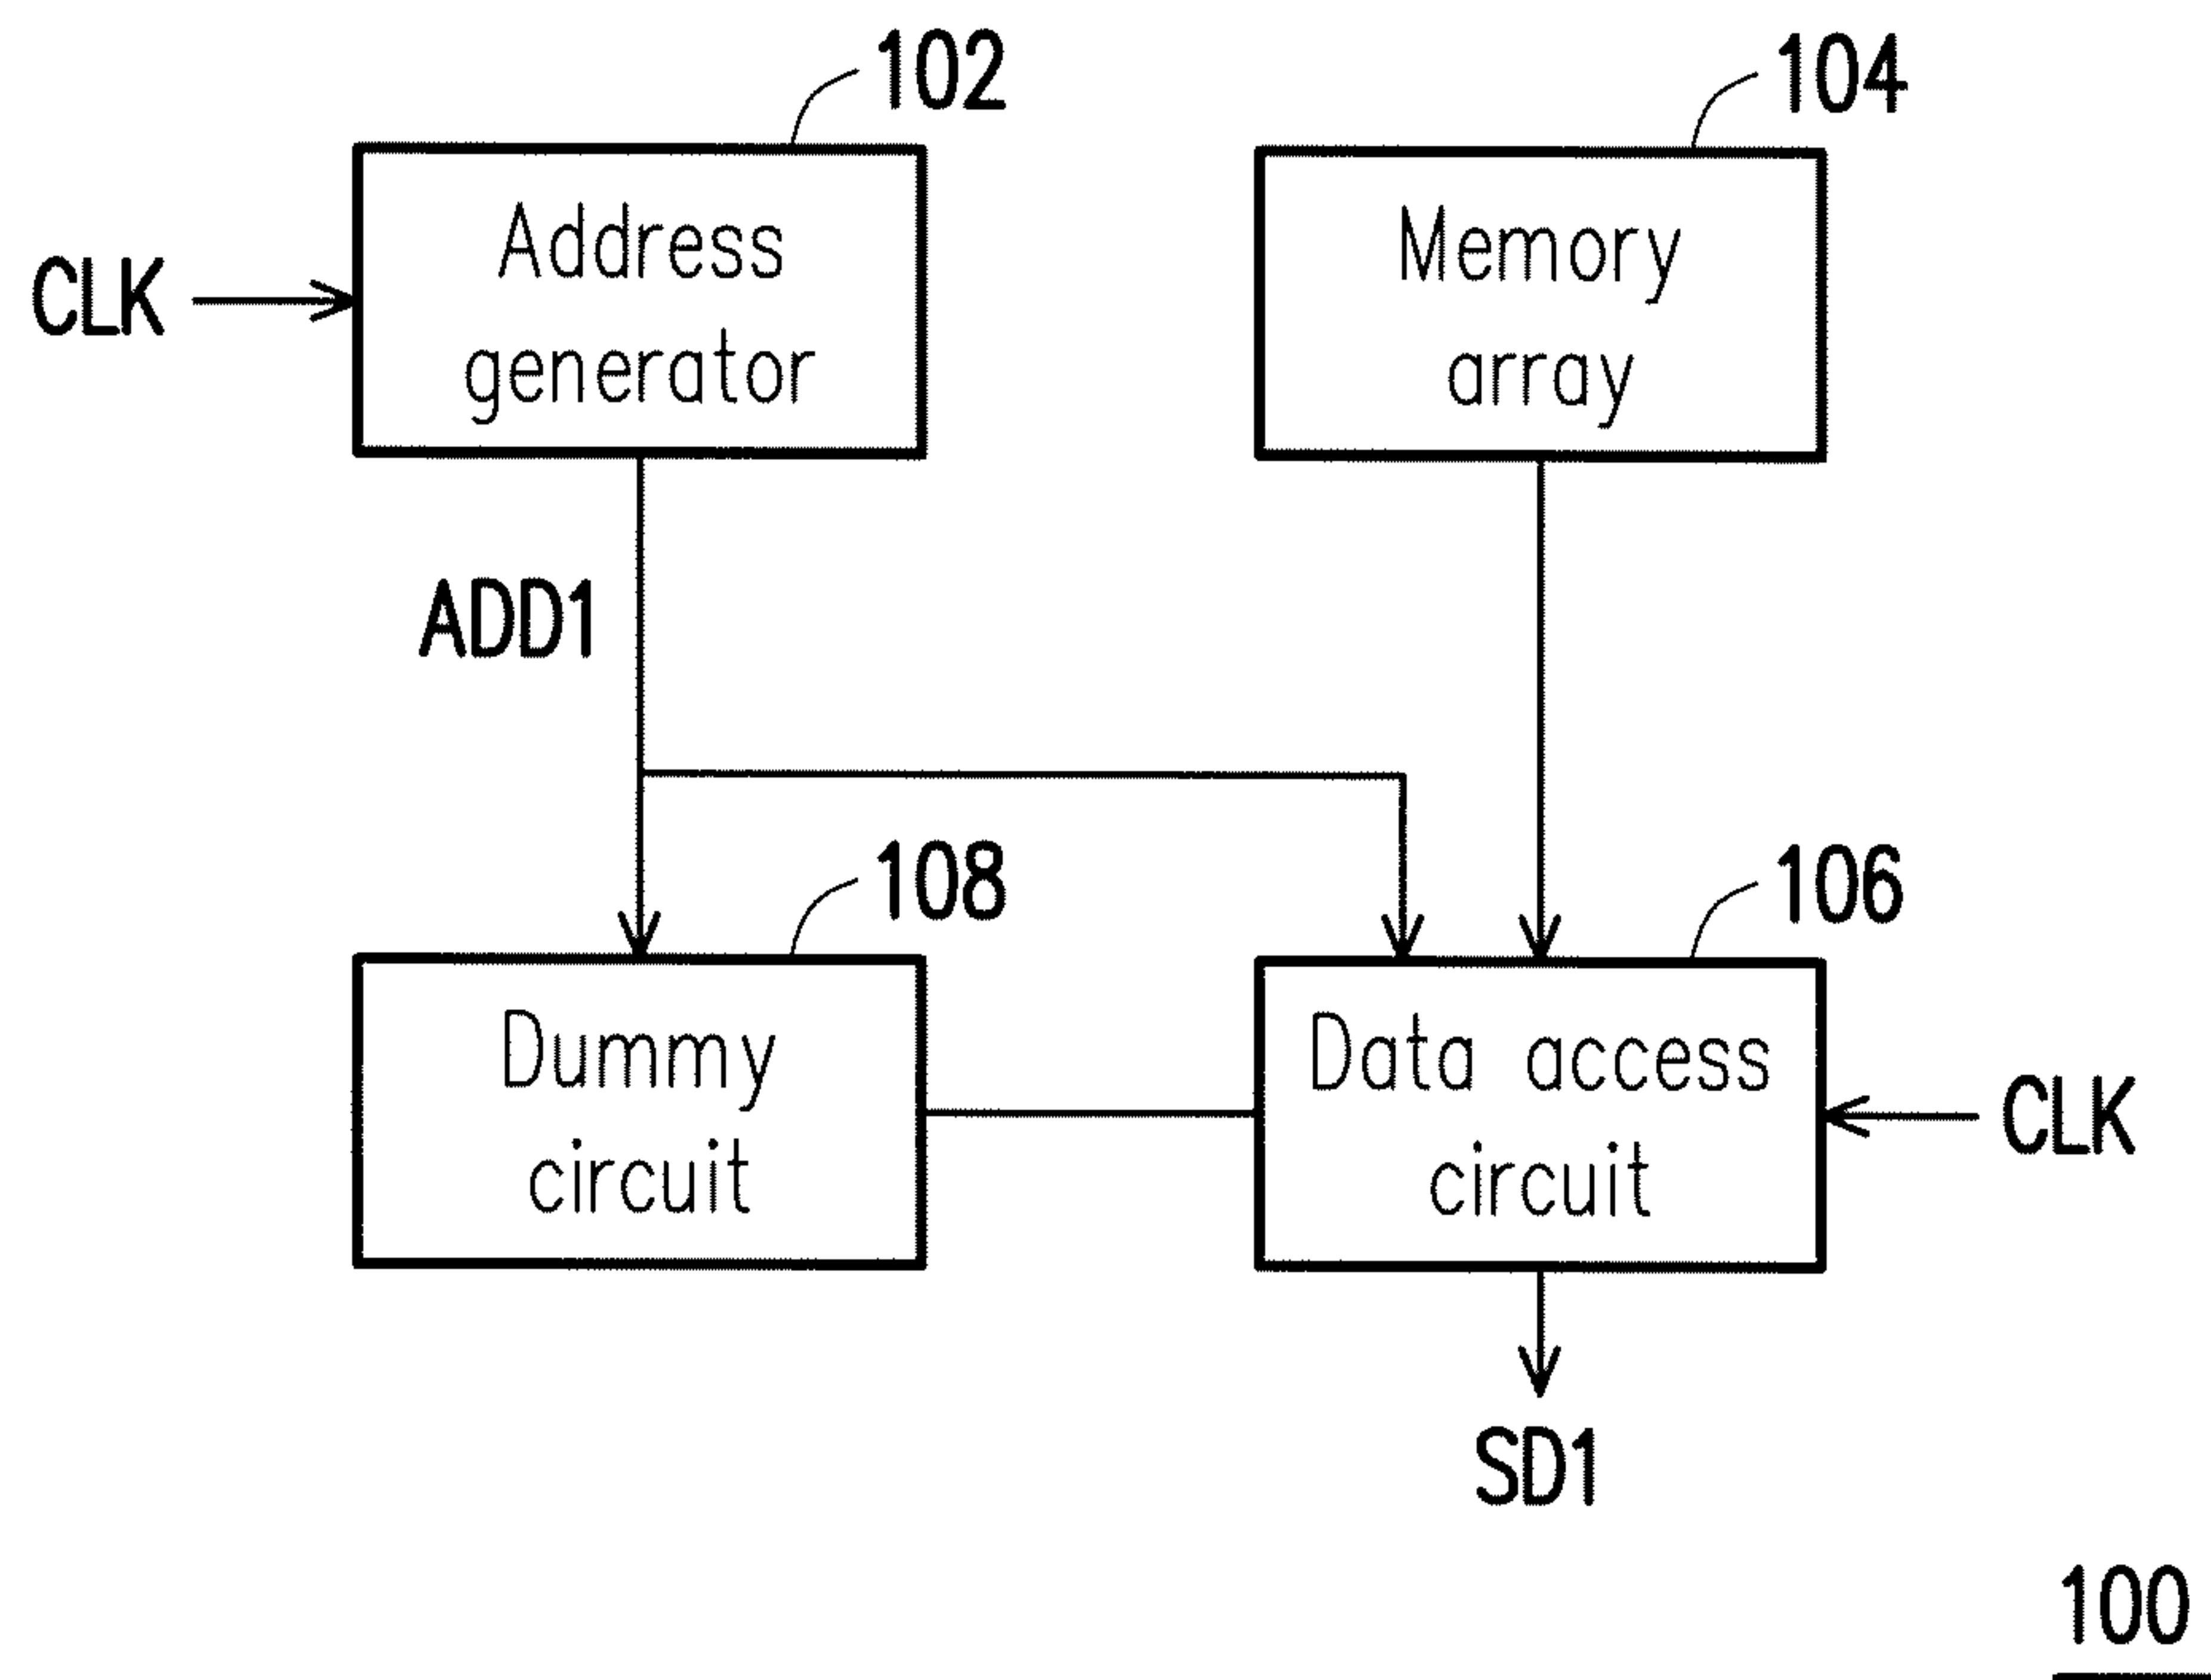 102
104
Address
generator
Memory
array
CLK
ADD1
108
106
Dummy
circuit
Data access
circuit
CLK
SD1
100